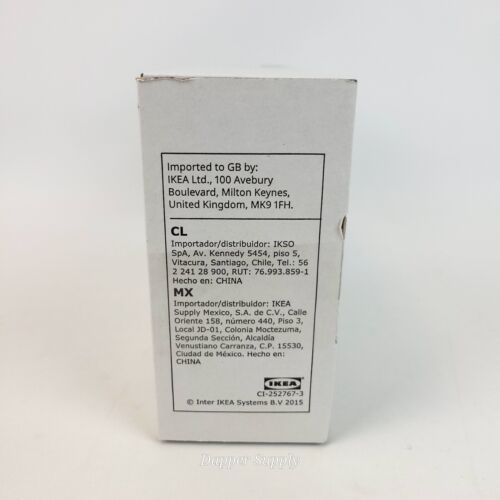 Imported to GB by:
IKEA Ltd., 100 Avebury
Boulevard, Milton Keynes,
United Kingdom, MK9 1FH.
CL
Importador/distribuidor: IKSO
SpA, Av. Kennedy 5454, piso 5,
Vitacura, Santiago, Chile, Tel.: 56
2 241 28 900, RUT: 76.993.859-1
Hecho en: CHINA
MX
Importador/distribuidor: IKEA
Supply Mexico, S.A. de C.V., Calle
Oriente 158, número 440, Piso 3,
Local JD-01, Colonia Moctezuma,
Segunda Sección, Alcaldía
Venustiano Carranza, C.P. 15530,
Ciudad de México. Hecho en:
CHINA
IKEA
CI-252767-3
© Inter IKEA Systems B.V 2015
Dapper Supply